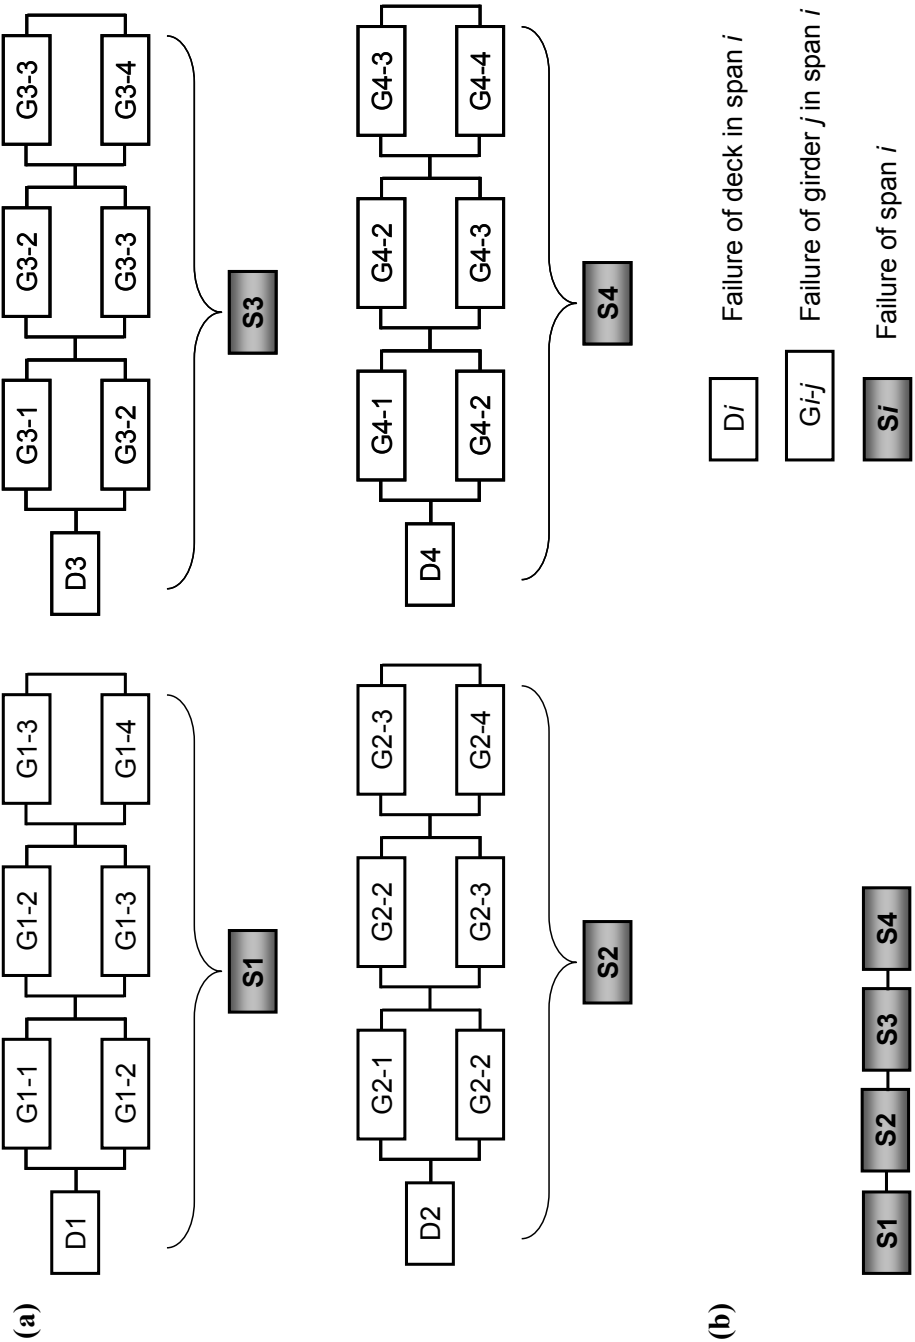 (a)
G1-1 G1-2 G1-3
D1
G1-2 G1-3 G1-4
S1
G3-1 G3-2 G3-3
D3
G3-2 G3-3 G3-4
S3
G2-1 G2-2 G2-3
D2
G2-2 G2-3 G2-4
S2
G4-1 G4-2 G4-3
D4
G4-2 G4-3 G4-4
S4
(b)
S1 S2 S3 S4
Di Failure of deck in span i
Gi-j Failure of girder j in span i
Si Failure of span i